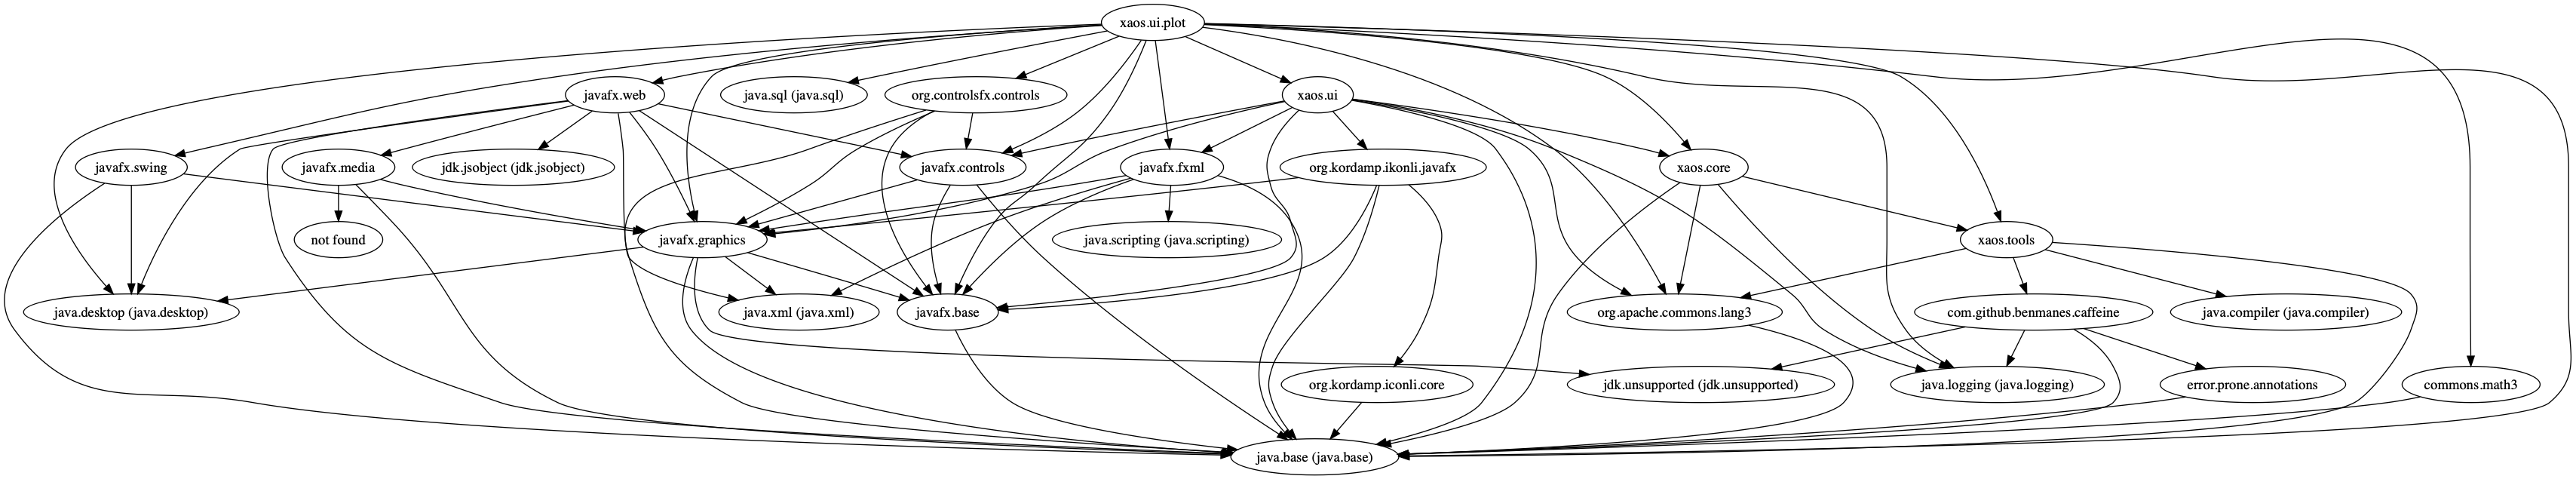 xaos.ui.plot
javafx.web
java.sql (java.sql)
org.controlsfx.controls
xaos.ui
javafx.swing
javafx.media
jdk.jsobject (jdk.jsobject)
javafx.controls
javafx.fxml
org.kordamp.ikonli.javafx
xaos.core
not found
javafx.graphics
java.scripting (java.scripting)
xaos.tools
java.desktop (java.desktop)
java.xml (java.xml)
javafx.base
org.apache.commons.lang3
com.github.benmanes.caffeine
java.compiler (java.compiler)
org.kordamp.iconli.core
jdk.unsupported (jdk.unsupported)
java.logging (java.logging)
error.prone.annotations
commons.math3
java.base (java.base)